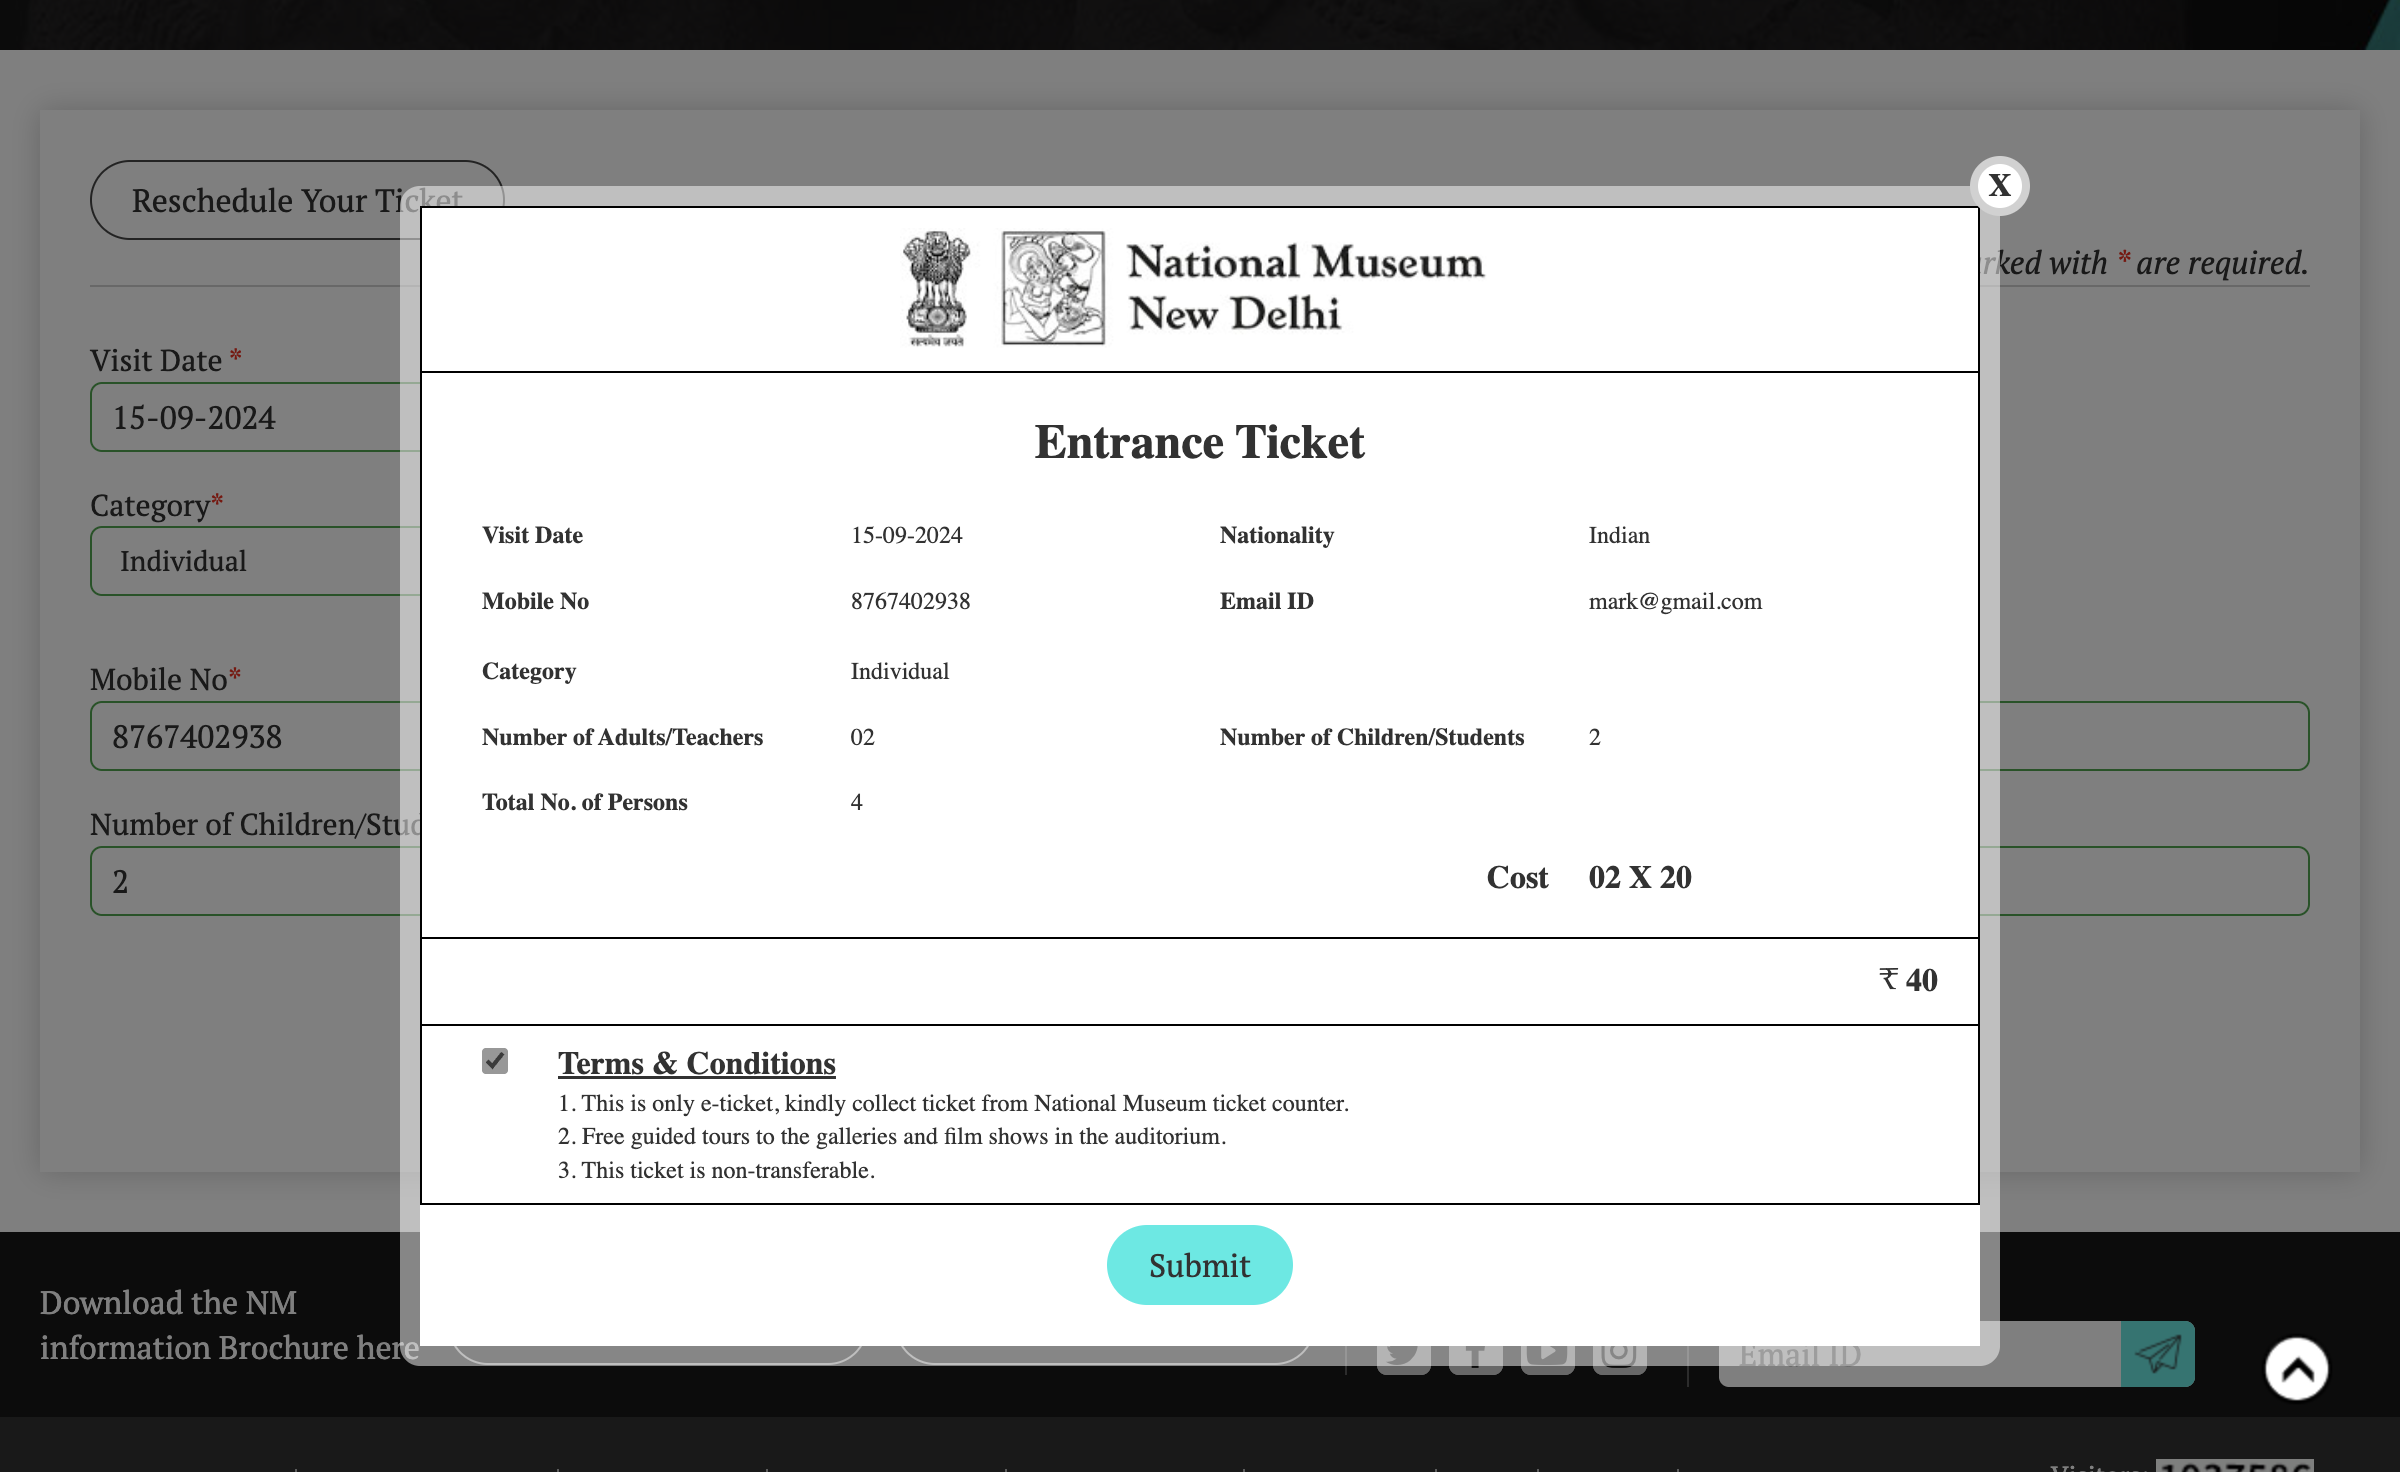 Reschedule Your Ticket
X
National Museum
New Delhi
सत्यमेव जयते
rked with * are required.
Entrance Ticket
Visit Date *
15-09-2024
Category*
Individual
Mobile No*
8767402938
Number of Children/Stud
2
Visit Date 15-09-2024 Nationality Indian
Mobile No 8767402938 Email ID mark@gmail.com
Category Individual
Number of Adults/Teachers 02 Number of Children/Students 2
Total No. of Persons 4
Cost 02 X 20
₹ 40
Terms & Conditions
1. This is only e-ticket, kindly collect ticket from National Museum ticket counter.
2. Free guided tours to the galleries and film shows in the auditorium.
3. This ticket is non-transferable.
Submit
Download the NM
information Brochure here
Email ID